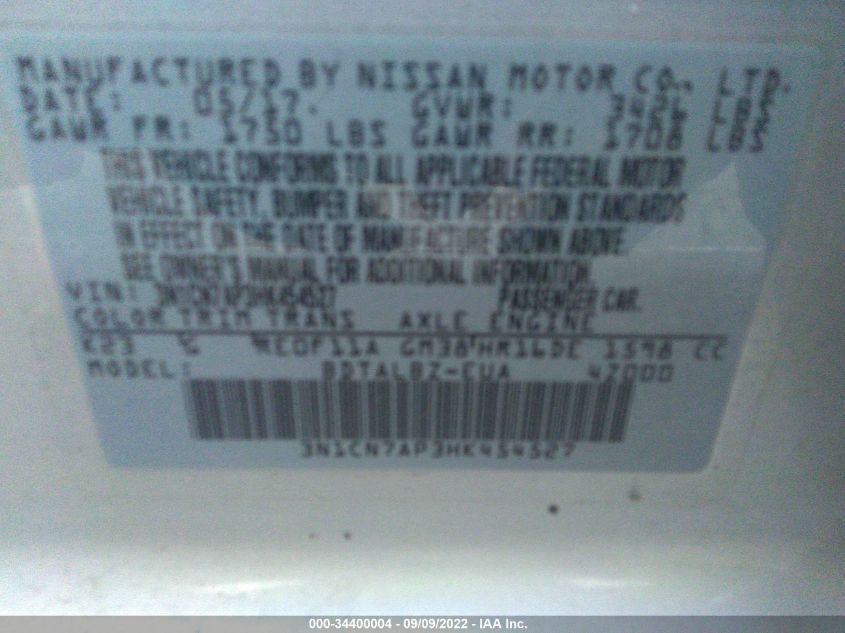 MANUFACTURED BY NISSAN MOTOR CO., LTD.
DATE: 05/17. GVWR: 3424 LBS
GAWR FR: 1750 LBS GAWR RR: 1708 LBS
THIS VEHICLE CONFORMS TO ALL APPLICABLE FEDERAL MOTOR
VEHICLE SAFETY, BUMPER AND THEFT PREVENTION STANDARDS
IN EFFECT ON THE DATE OF MANUFACTURE SHOWN ABOVE.
SEE OWNER'S MANUAL FOR ADDITIONAL INFORMATION.
VIN: 3N1CN7AP3HK454527 PASSENGER CAR.
COLOR TRIM TRANS AXLE ENGINE
K23 RE0F11A GM38 HR16DE 1598 CC
MODEL: BDTALBZ-EUA
3N1CN7AP3HK454527
000-34400004 - 09/09/2022 - IAA Inc.